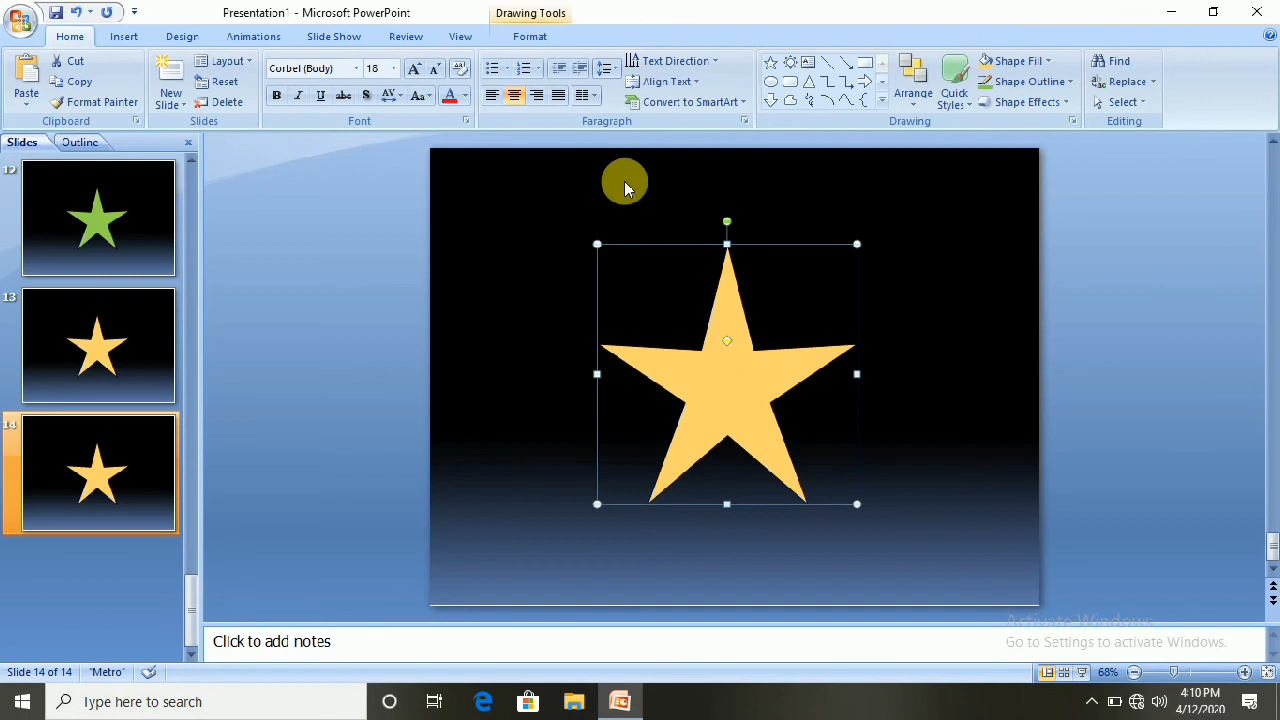 Presentation1 - Microsoft PowerPoint
Drawing Tools
Home Insert Design Animations Slide Show Review View Format
Paste
Cut
Copy
Format Painter
Clipboard
New Slide
Layout
Reset
Delete
Slides
Corbel (Body) 18
B I U abc S AV Aa A
Font
Text Direction
Align Text
Convert to SmartArt
Paragraph
Arrange
Quick Styles
Shape Fill
Shape Outline
Shape Effects
Drawing
Find
Replace
Select
Editing
Slides Outline
12
13
14
Click to add notes
Activate Windows
Go to Settings to activate Windows.
Slide 14 of 14 "Metro" 68%
Type here to search
4:10 PM
4/12/2020